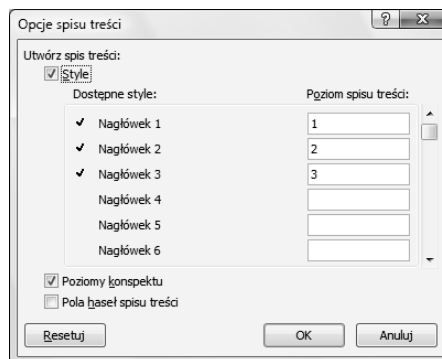 Opcje spisu treści
Utwórz spis treści:
Style
Dostępne style: Poziom spisu treści:
Nagłówek 1 1
Nagłówek 2 2
Nagłówek 3 3
Nagłówek 4
Nagłówek 5
Nagłówek 6
Poziomy konspektu
Pola haseł spisu treści
Resetuj OK Anuluj